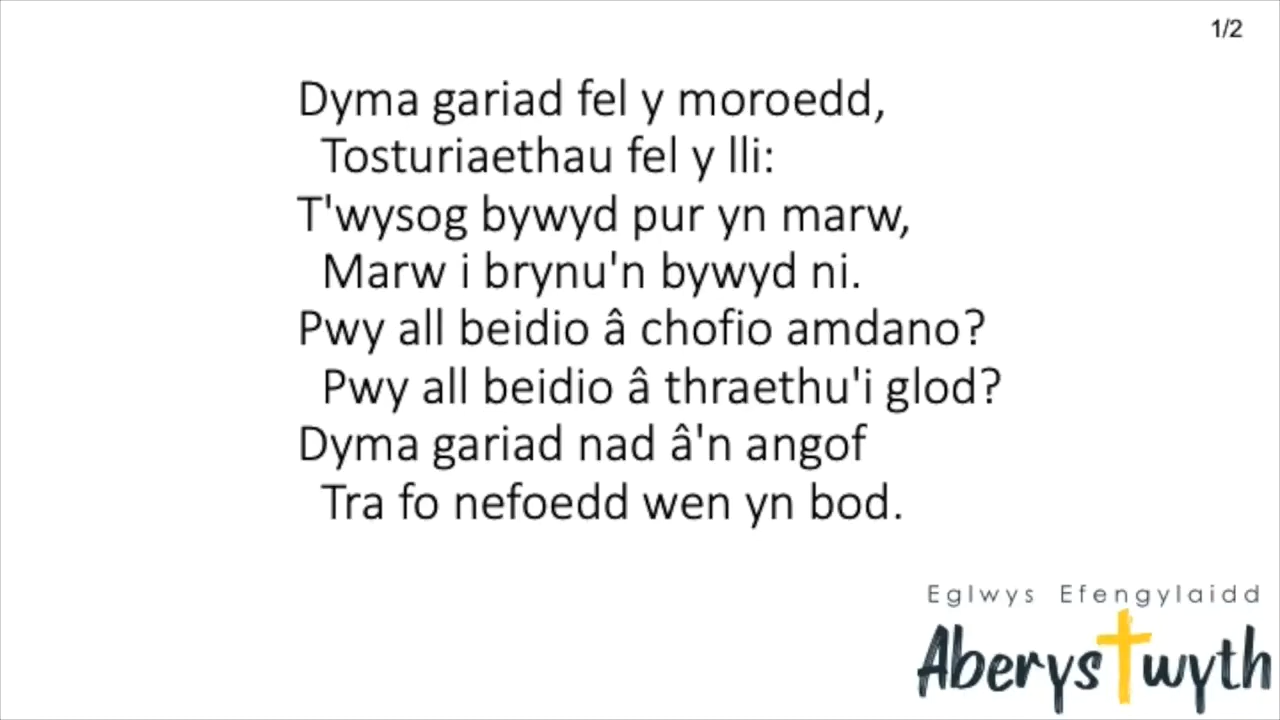 1/2
Dyma gariad fel y moroedd,
Tosturiaethau fel y lli:
T'wysog bywyd pur yn marw,
Marw i brynu'n bywyd ni.
Pwy all beidio â chofio amdano?
Pwy all beidio â thraethu'i glod?
Dyma gariad nad â'n angof
Tra fo nefoedd wen yn bod.
Eglwys Efengylaidd
Aberystwyth